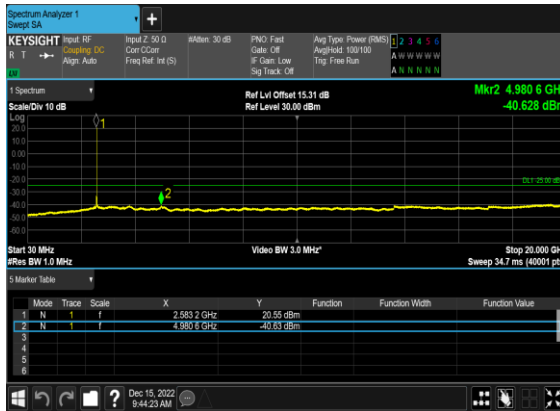 Spectrum Analyzer 1
Swept SA
+
KEYSIGHT Input: RF Input Z: 50 Ω #Atten: 30 dB PNO: Fast Avg Type: Power (RMS) 1 2 3 4 5 6
R T Coupling: DC Corr CCorr Gate: Off Avg|Hold: 100/100
Align: Auto Freq Ref: Int (S) IF Gain: Low Trig: Free Run A W W W W W
Sig Track: Off
LXI A N N N N N
1 Spectrum Ref Lvl Offset 15.31 dB Mkr2 4.980 6 GH
Scale/Div 10 dB Ref Level 30.00 dBm -40.628 dBm
Log
20.0
10.0
0.00
-10.0
-20.0
-30.0
-40.0
-50.0
-60.0
1
2
DL1 -25.00 dB
Start 30 MHz Video BW 3.0 MHz* Stop 20.000 GH
#Res BW 1.0 MHz Sweep 34.7 ms (40001 pt
5 Marker Table
Mode Trace Scale X Y Function Function Width Function Value
1 N 1 f 2.583 2 GHz 20.55 dBm
2 N 1 f 4.980 6 GHz -40.63 dBm
3
4
5
6
? Dec 15, 2022
9:44:23 AM